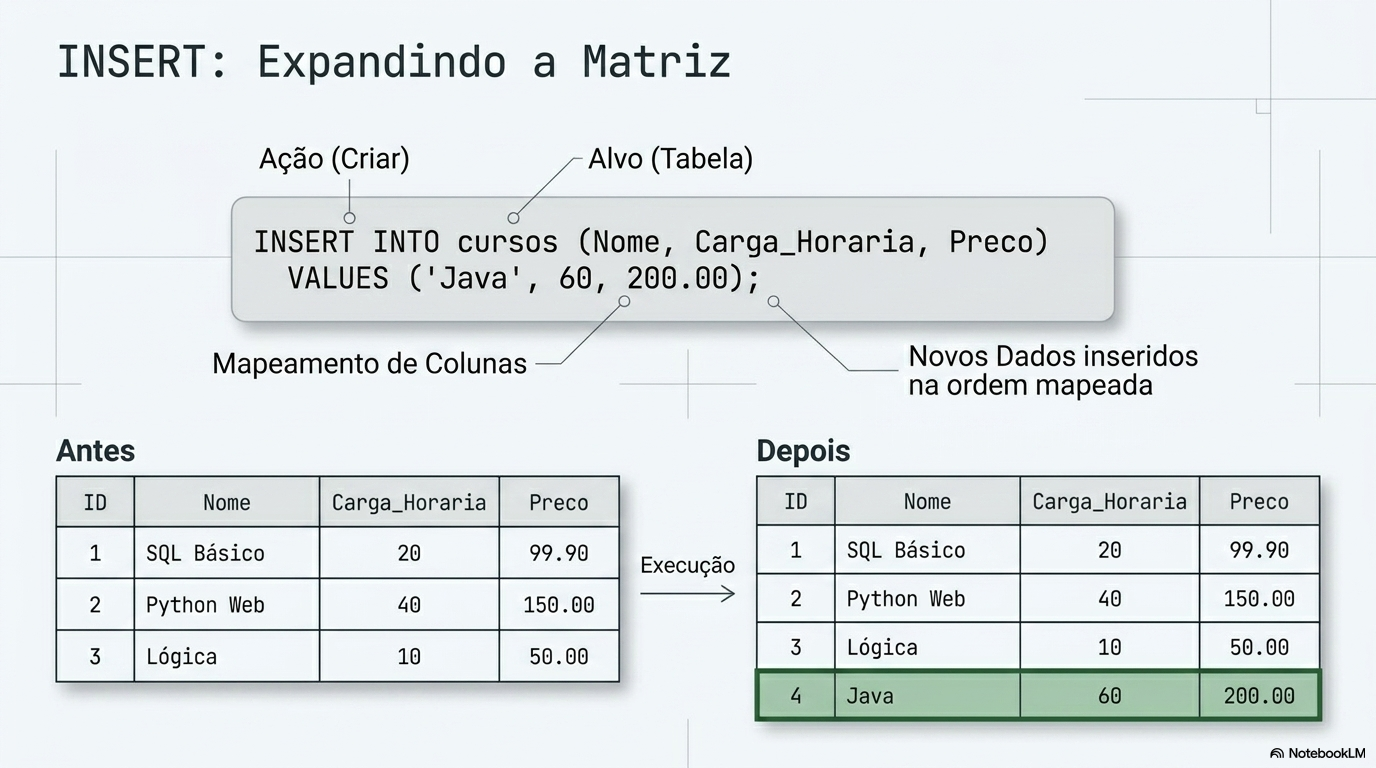 INSERT: Expandindo a Matriz
Ação (Criar)
Alvo (Tabela)
INSERT INTO cursos (Nome, Carga_Horaria, Preco)
VALUES ('Java', 60, 200.00);
Mapeamento de Colunas
Novos Dados inseridos
na ordem mapeada
Antes
ID Nome Carga_Horaria Preco
1 SQL Básico 20 99.90
2 Python Web 40 150.00
3 Lógica 10 50.00
Execução
Depois
ID Nome Carga_Horaria Preco
1 SQL Básico 20 99.90
2 Python Web 40 150.00
3 Lógica 10 50.00
4 Java 60 200.00
NotebookLM